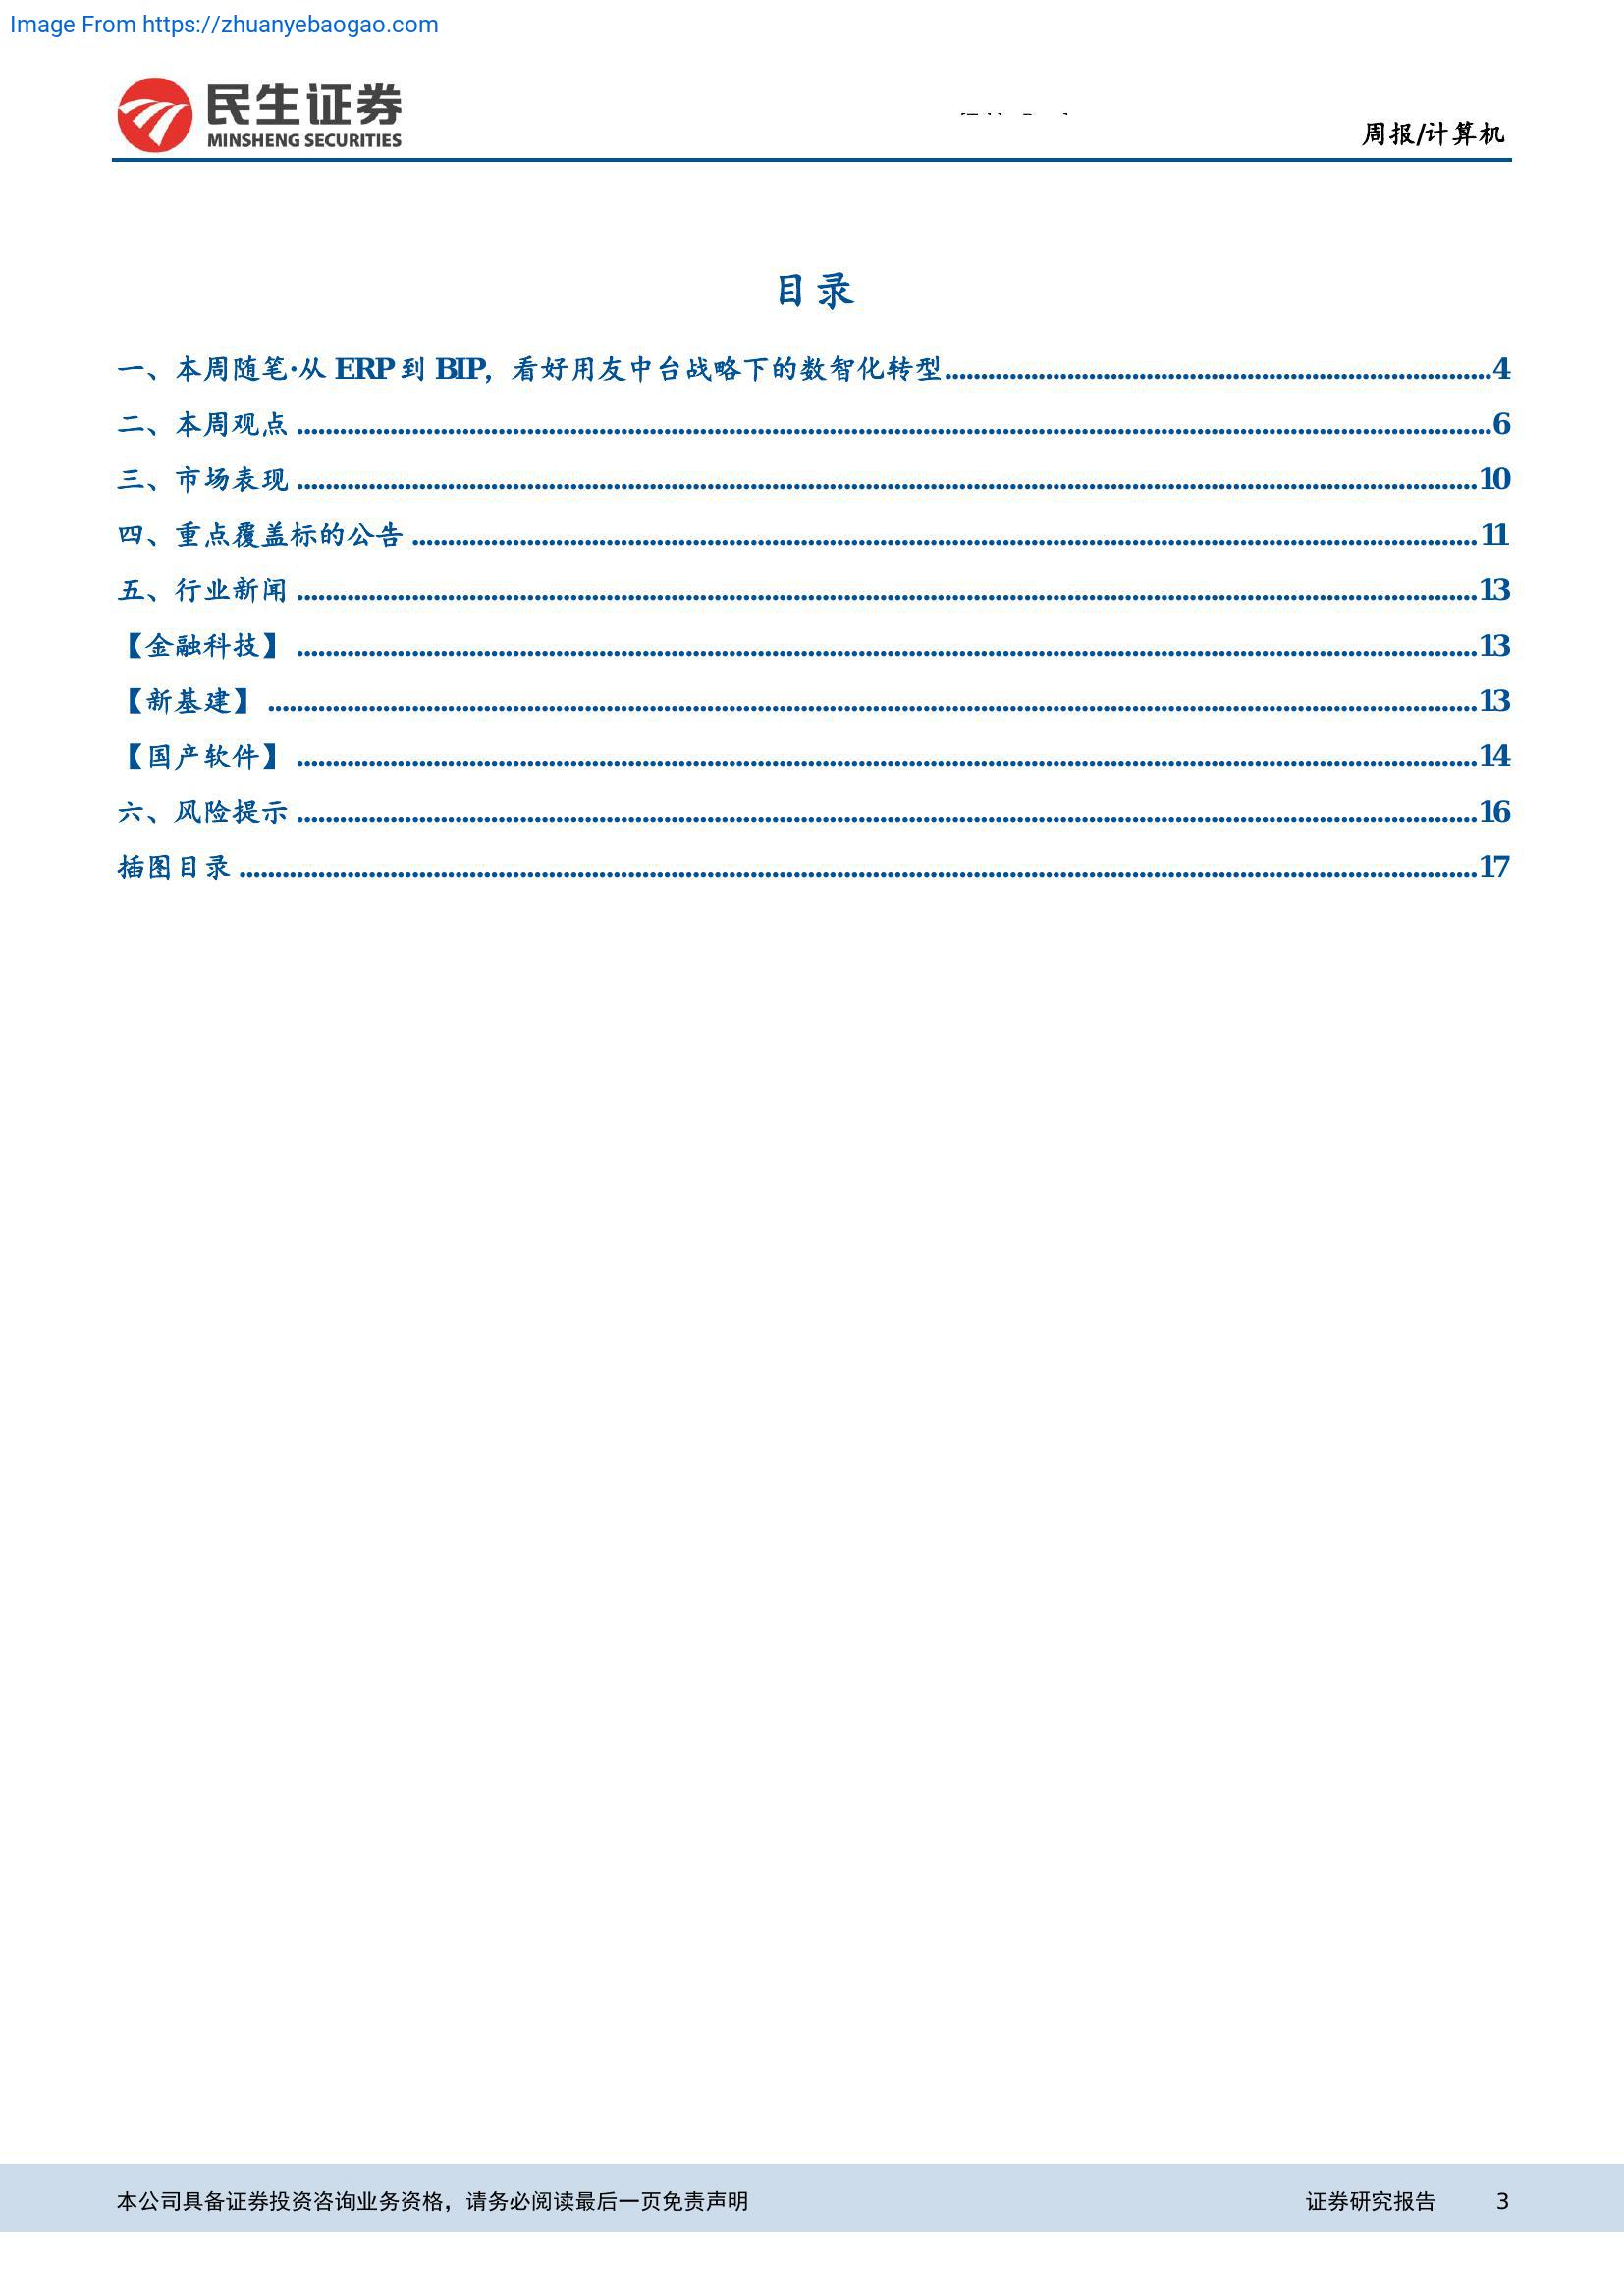 Image From https://zhuanyebaogao.com
民生证券
MINSHENG SECURITIES
周报/计算机
目录
一、本周随笔·从 ERP 到 BIP，看好用友中台战略下的数智化转型........................................4
二、本周观点........................................6
三、市场表现........................................10
四、重点覆盖标的公告........................................11
五、行业新闻........................................13
【金融科技】........................................13
【新基建】........................................13
【国产软件】........................................14
六、风险提示........................................16
插图目录........................................17
本公司具备证券投资咨询业务资格，请务必阅读最后一页免责声明 证券研究报告 3